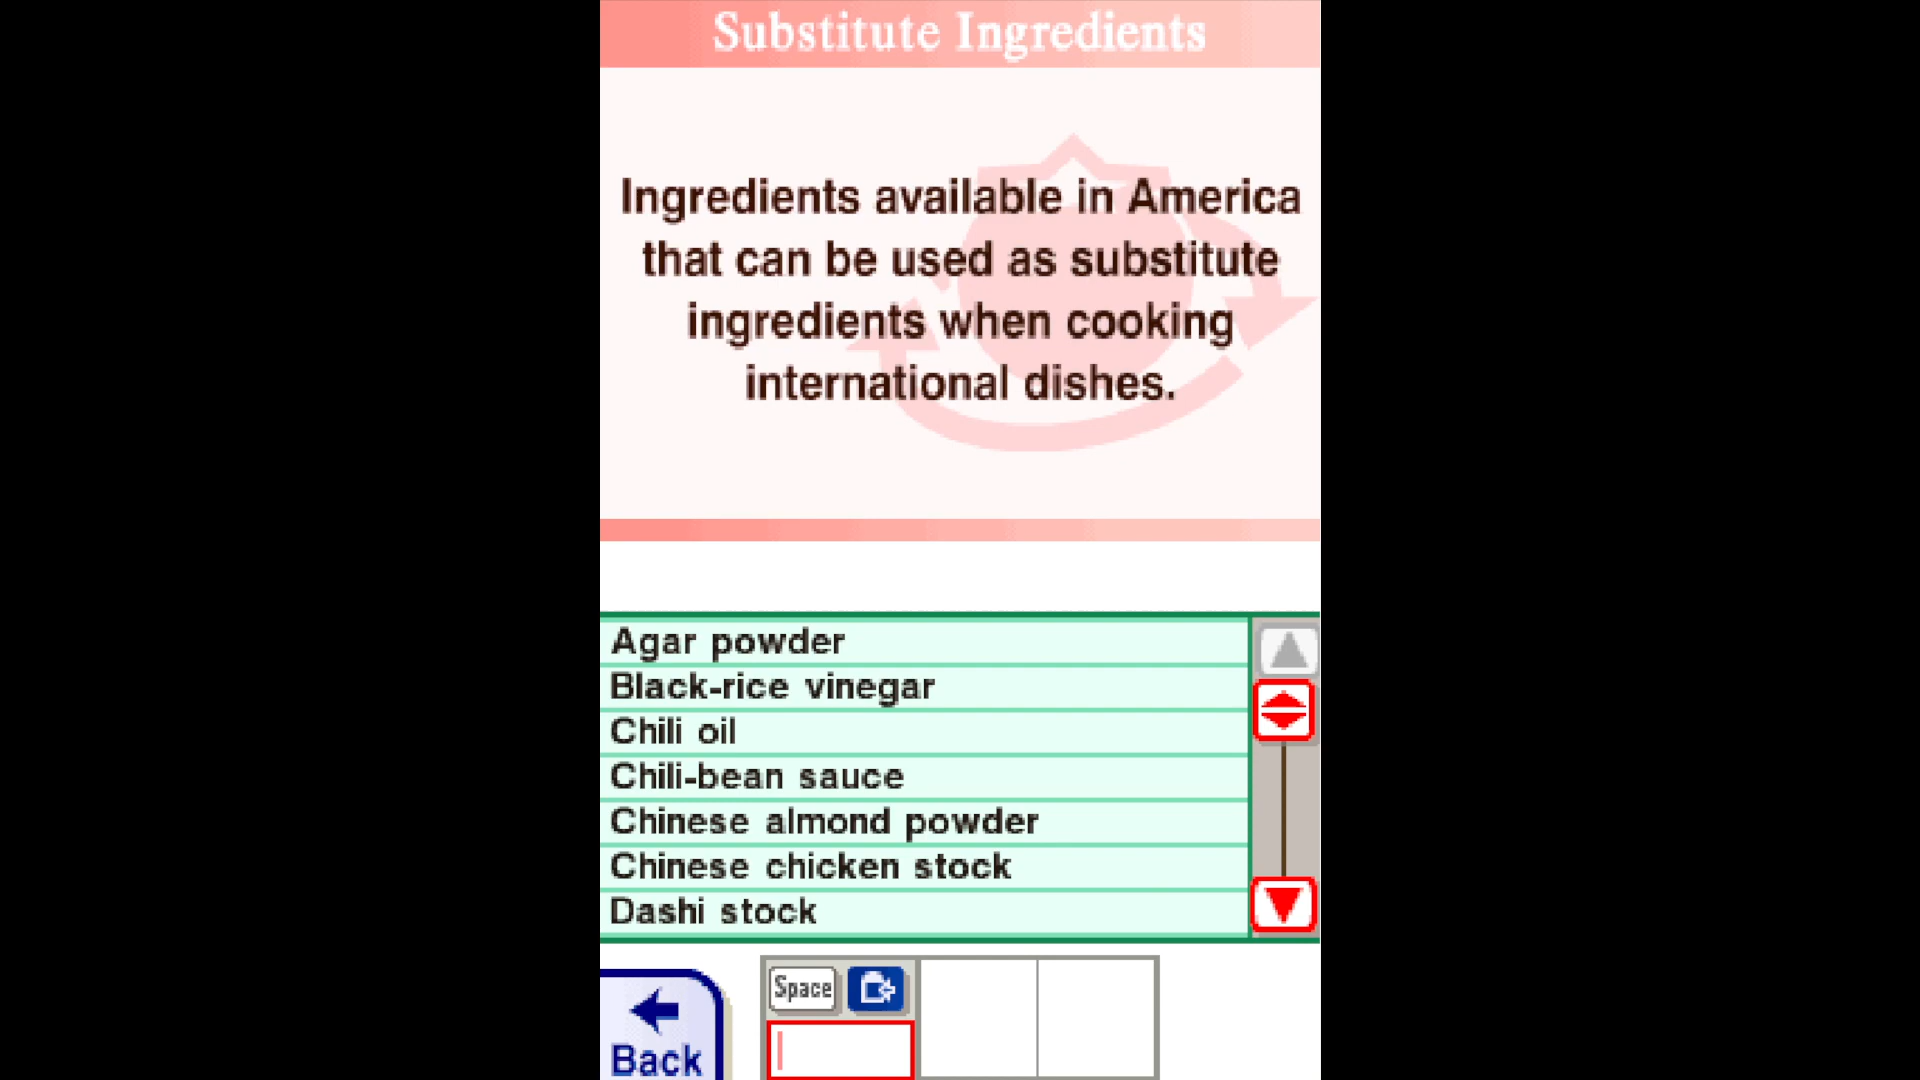 Substitute Ingredients
Ingredients available in America
that can be used as substitute
ingredients when cooking
international dishes.
Agar powder
Black-rice vinegar
Chili oil
Chili-bean sauce
Chinese almond powder
Chinese chicken stock
Dashi stock
Space
Back